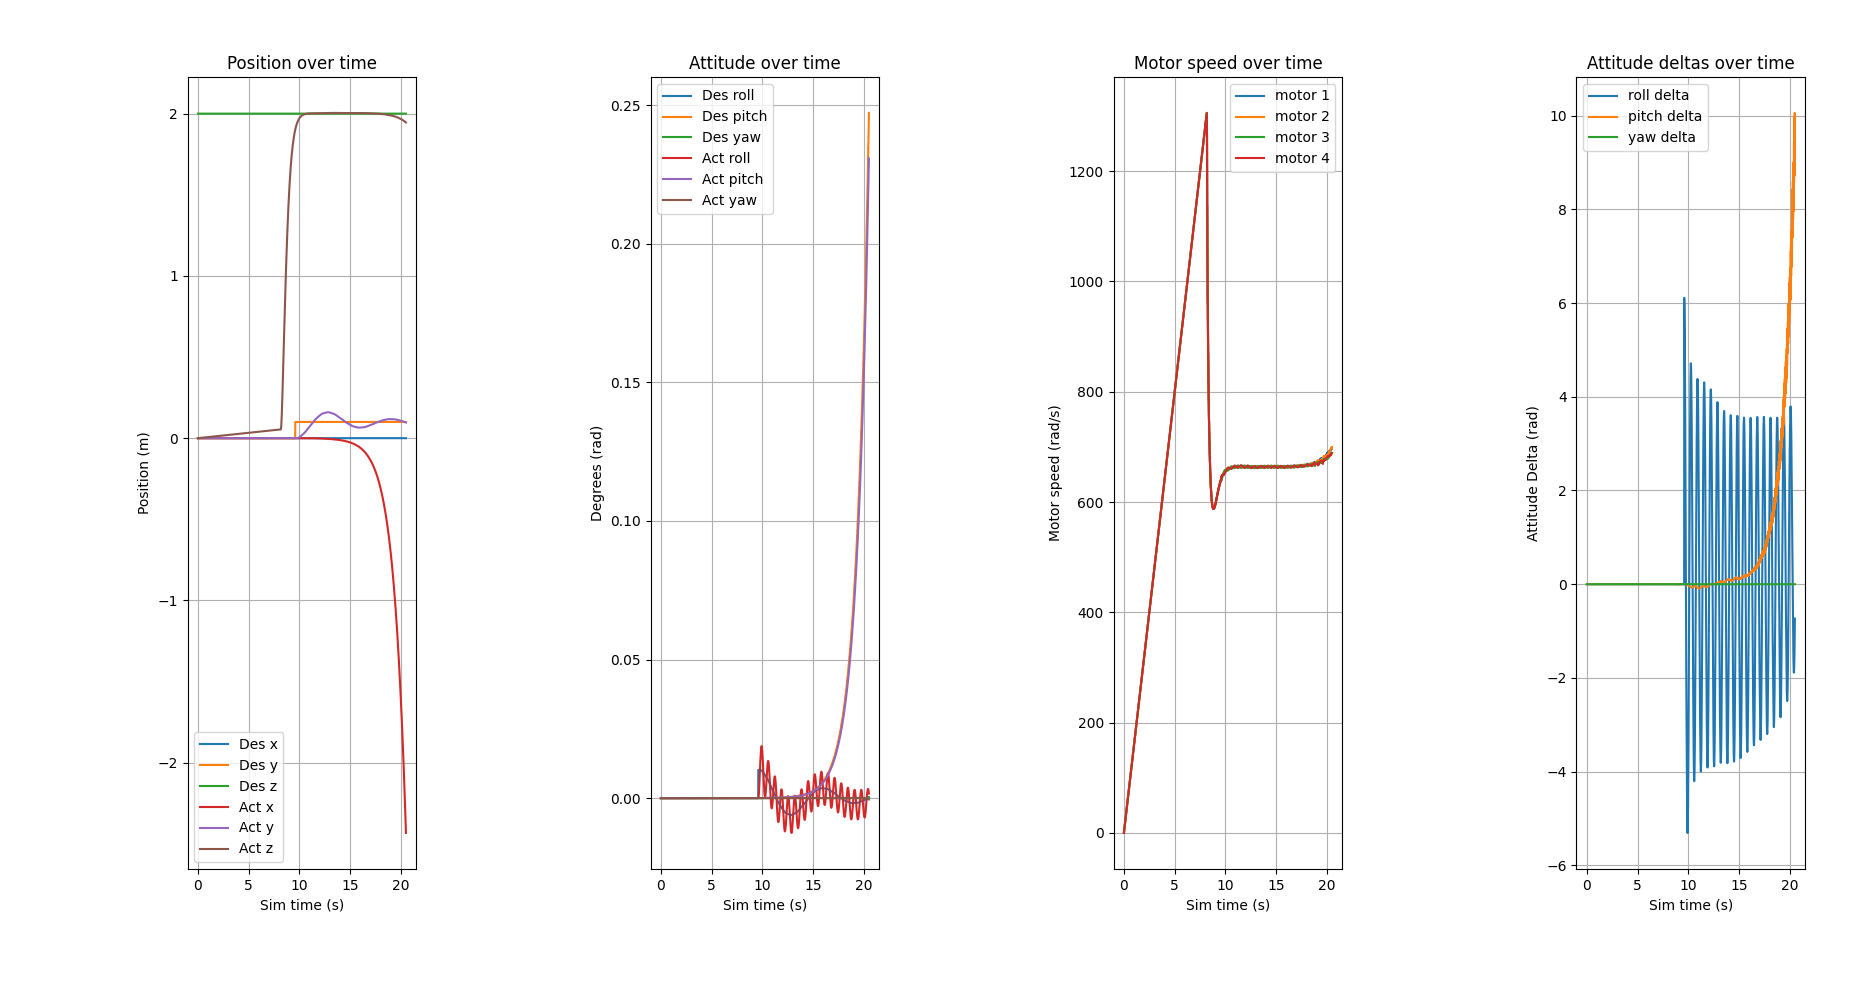 Position over time
Position (m)
2
1
0
−1
−2
Des x
Des y
Des z
Act x
Act y
Act z
0 5 10 15 20
Sim time (s)
Attitude over time
Degrees (rad)
0.25
0.20
0.15
0.10
0.05
0.00
Des roll
Des pitch
Des yaw
Act roll
Act pitch
Act yaw
0 5 10 15 20
Sim time (s)
Motor speed over time
Motor speed (rad/s)
1200
1000
800
600
400
200
0
motor 1
motor 2
motor 3
motor 4
0 5 10 15 20
Sim time (s)
Attitude deltas over time
Attitude Delta (rad)
10
8
6
4
2
0
−2
−4
−6
roll delta
pitch delta
yaw delta
0 5 10 15 20
Sim time (s)